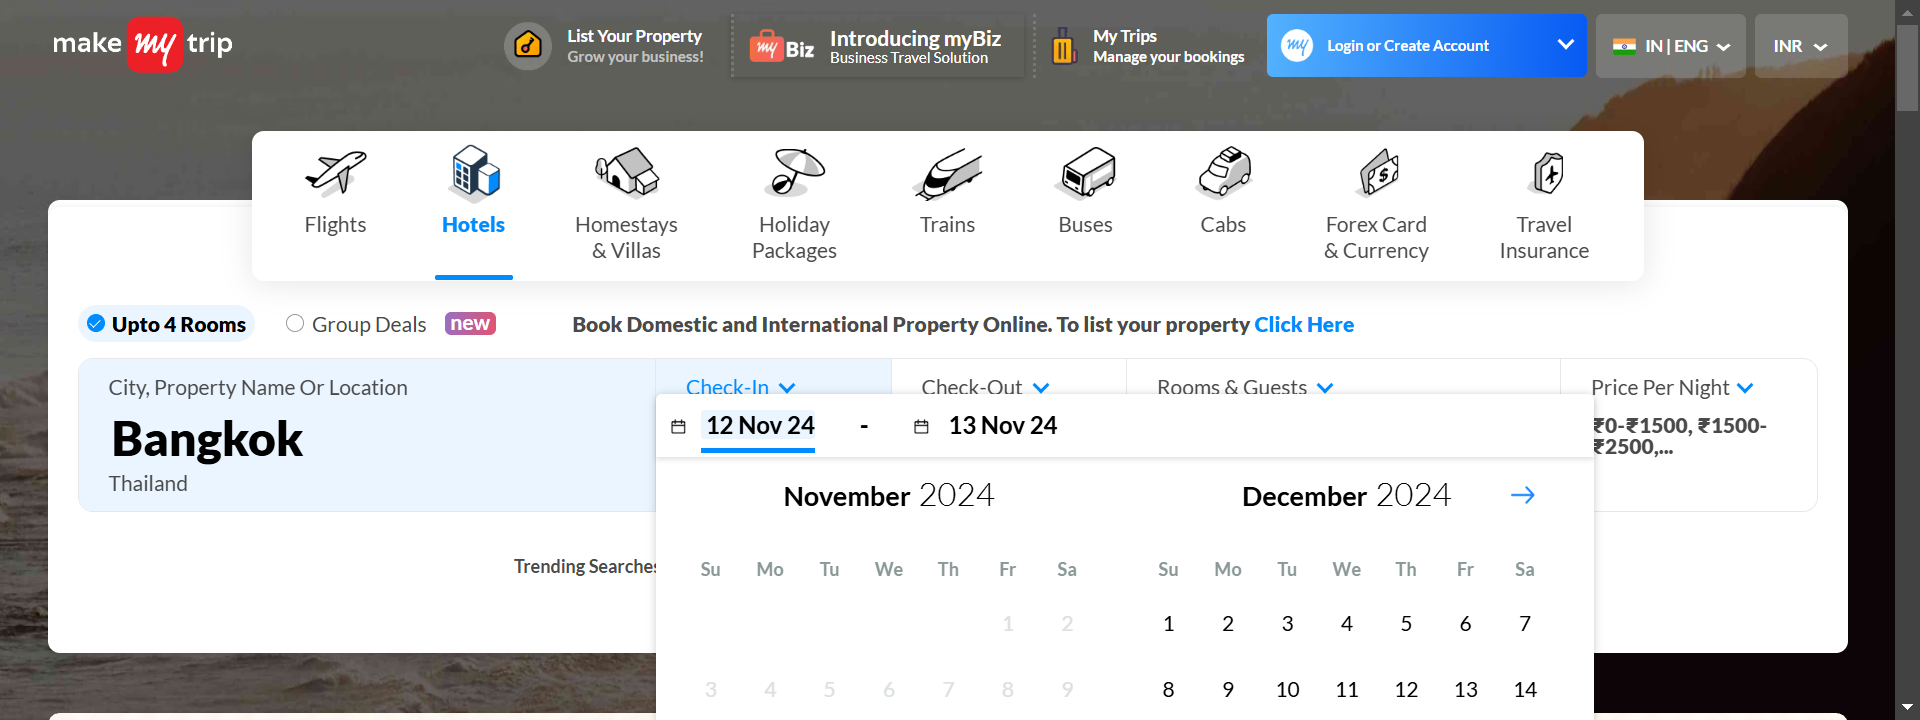 make my trip
List Your Property
Grow your business!
my Biz
Introducing myBiz
Business Travel Solution
My Trips
Manage your bookings
my
Login or Create Account
IN | ENG
INR
Flights
Hotels
Homestays
& Villas
Holiday
Packages
Trains
Buses
Cabs
Forex Card
& Currency
Travel
Insurance
Upto 4 Rooms
Group Deals
new
Book Domestic and International Property Online. To list your property Click Here
City, Property Name Or Location
Bangkok
Thailand
Check-In
Check-Out
Rooms & Guests
Price Per Night
₹0-₹1500, ₹1500-
₹2500,...
12 Nov 24 - 13 Nov 24
November 2024
December 2024
Trending Searches
Su Mo Tu We Th Fr Sa
1 2
3 4 5 6 7 8 9
Su Mo Tu We Th Fr Sa
1 2 3 4 5 6 7
8 9 10 11 12 13 14